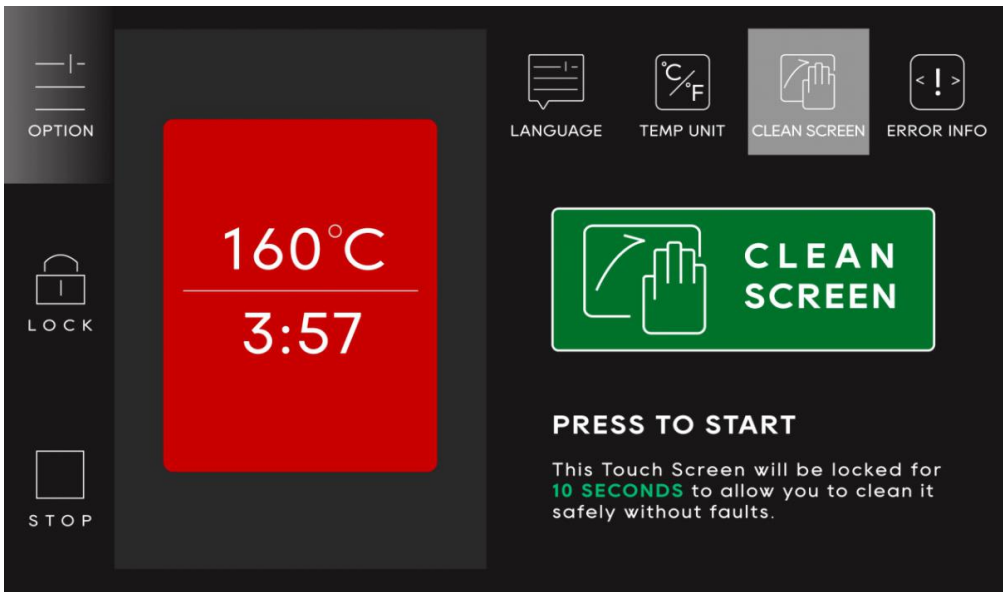 OPTION
LOCK
STOP
160°C
3:57
LANGUAGE
TEMP UNIT
CLEAN SCREEN
ERROR INFO
°C/°F
< ! >
CLEAN
SCREEN
PRESS TO START
This Touch Screen will be locked for
10 SECONDS to allow you to clean it
safely without faults.